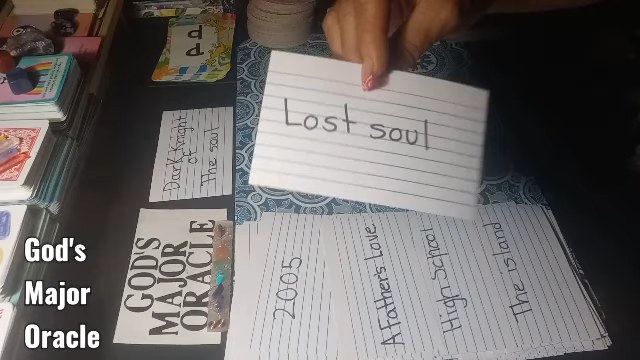 Lost soul
Dark Knight
of
The soul
GOD'S
MAJOR
ORACLE
2005
A Father's Love
High School
The island
God's
Major
Oracle